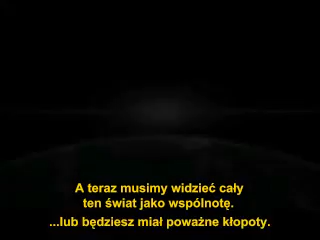 A teraz musimy widzieć cały
ten świat jako wspólnotę.
...lub będziesz miał poważne kłopoty.